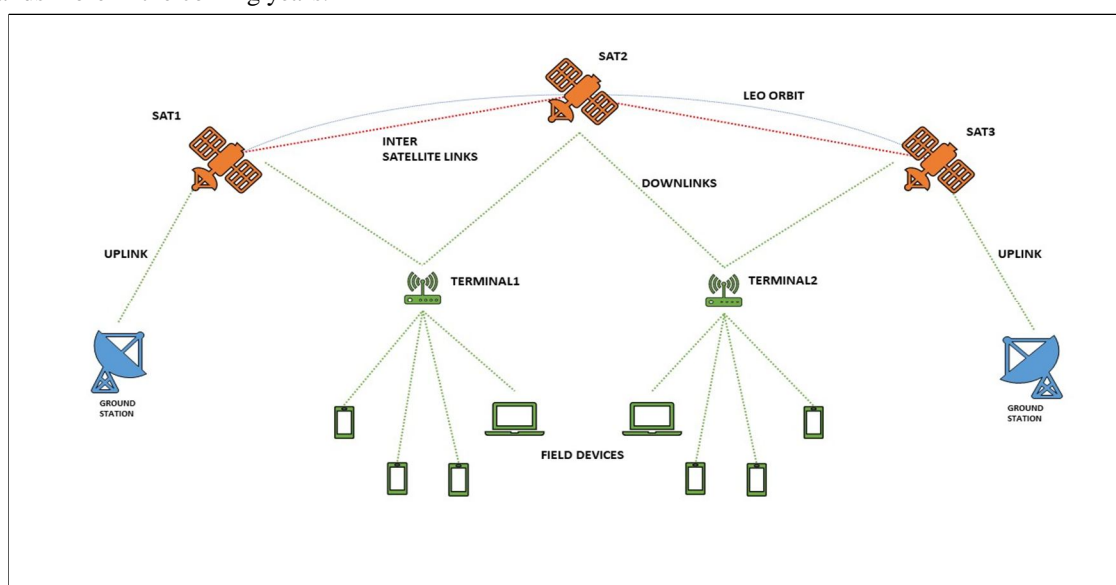 SAT2
LEO ORBIT
SAT1
SAT3
INTER
SATELLITE LINKS
DOWNLINKS
UPLINK
UPLINK
TERMINAL1
TERMINAL2
GROUND
STATION
GROUND
STATION
FIELD DEVICES